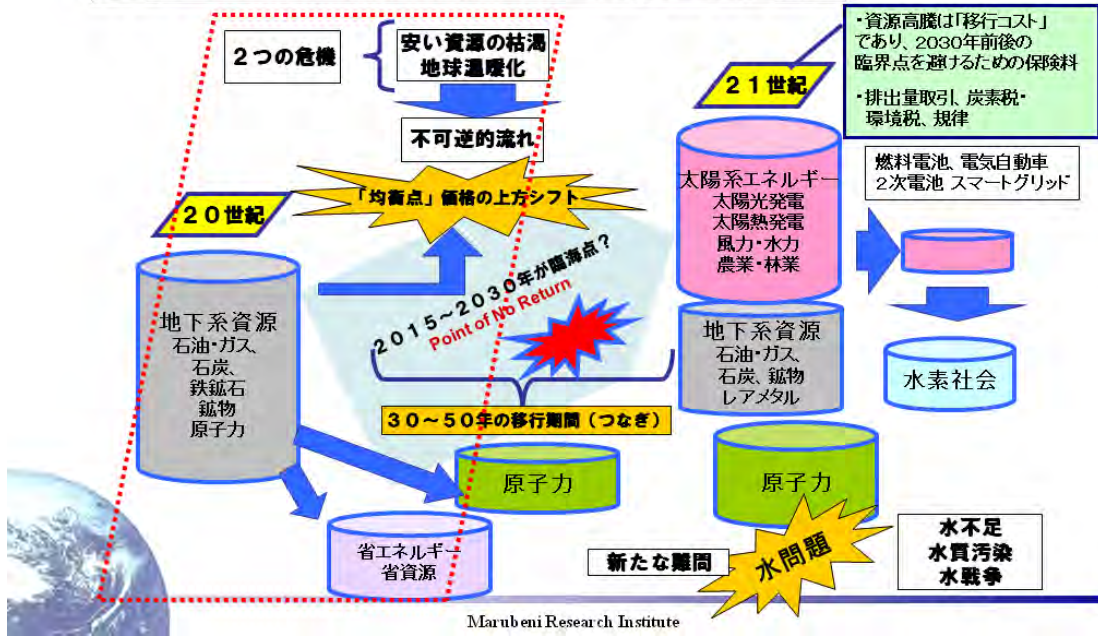 ２つの危機
安い資源の枯渇
地球温暖化
不可逆的流れ
「均衡点」価格の上方シフト
２０世紀
地下系資源
石油・ガス、
石炭、
鉄鉱石
鉱物
原子力
２０１５～２０３０年が臨海点？
Point of No Return
３０～５０年の移行期間（つなぎ）
原子力
省エネルギー
省資源
２１世紀
・資源高騰は「移行コスト」
であり、2030年前後の
臨界点を避けるための保険料
・排出量取引、炭素税・
環境税、規律
太陽系エネルギー
太陽光発電
太陽熱発電
風力・水力
農業・林業
燃料電池、電気自動車
2次電池 スマートグリッド
地下系資源
石油・ガス、
石炭、鉱物
レアメタル
水素社会
原子力
新たな難問
水問題
水不足
水質汚染
水戦争
Marubeni Research Institute